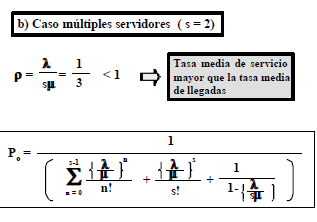 b) Caso múltiples servidores ( s = 2)
ρ = λ / sμ = 1 / 3 < 1
Tasa media de servicio
mayor que la tasa media
de llegadas
P₀ = 1 / ( Σ_{n = 0}^{s-1} {λ/μ}^n / n! + {λ/μ}^s / s! + 1 / 1-{λ/sμ} )